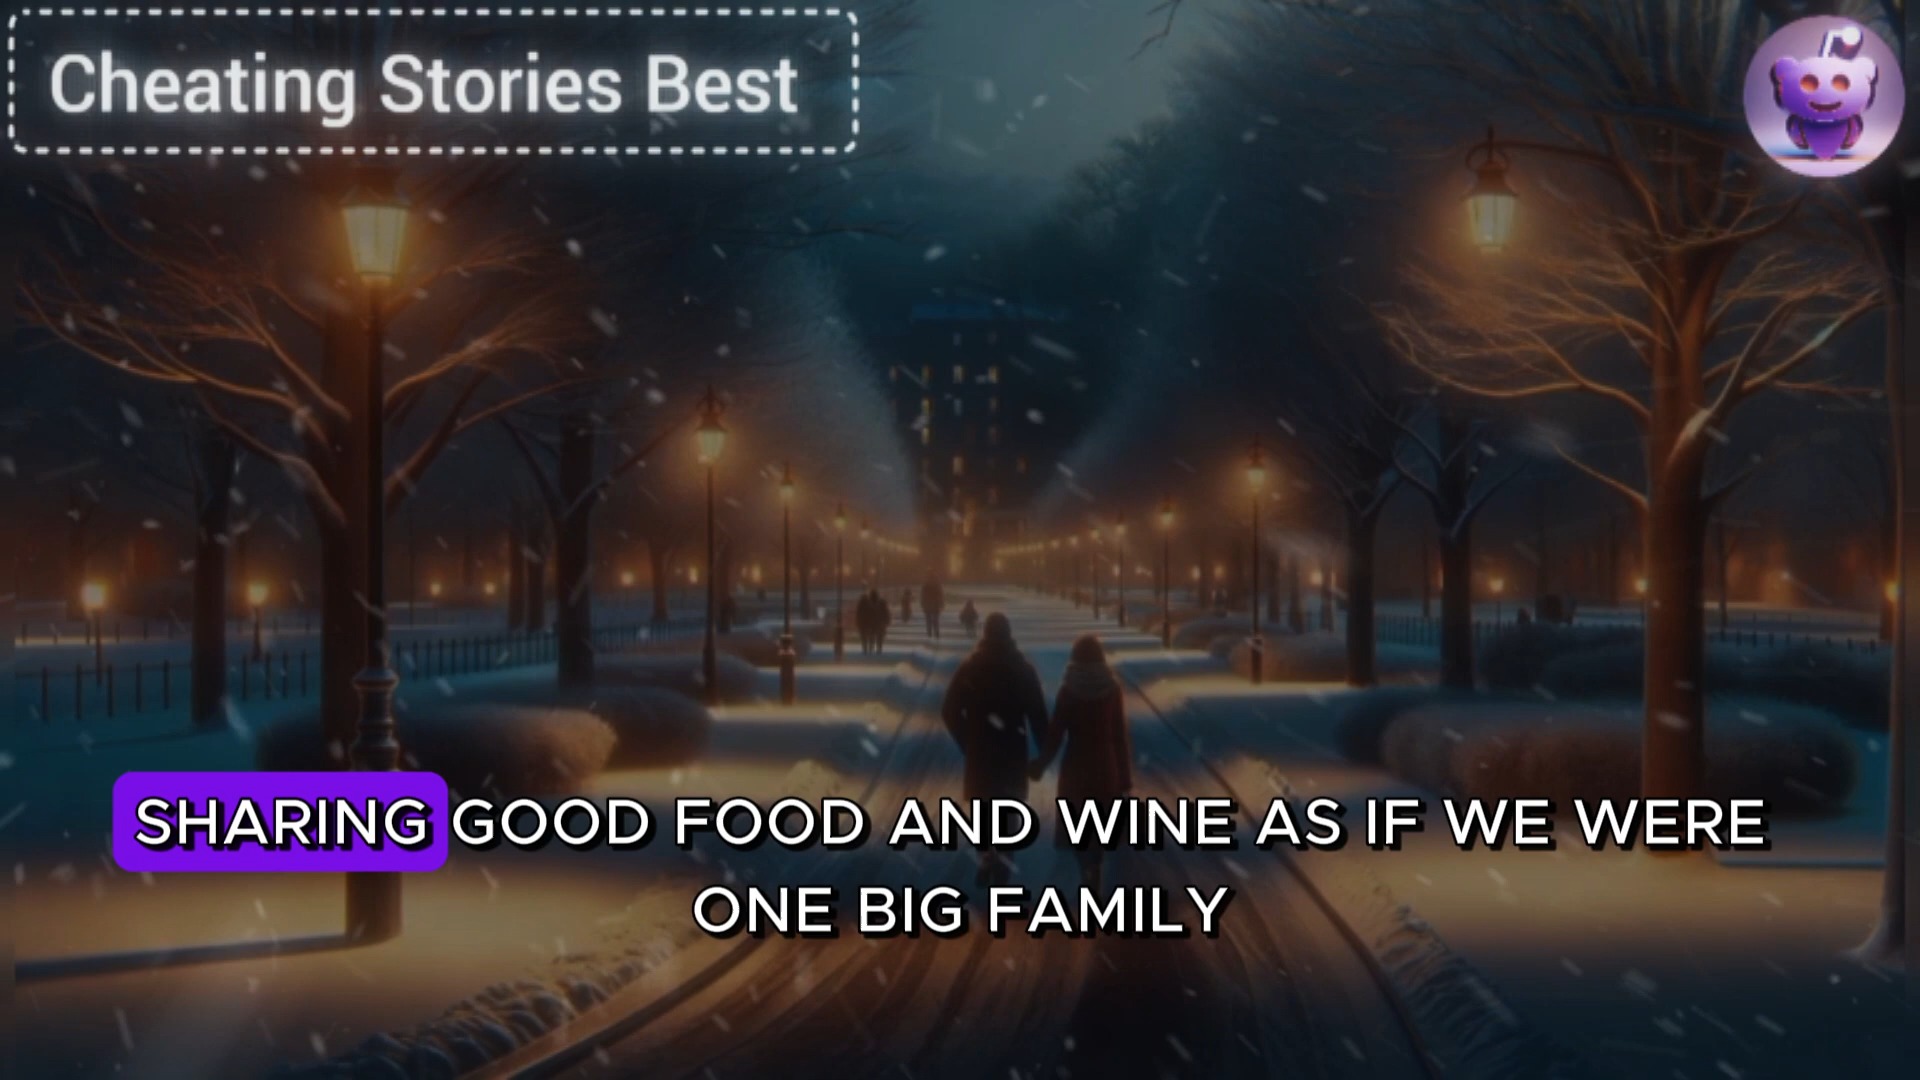 Cheating Stories Best
SHARING GOOD FOOD AND WINE AS IF WE WERE
ONE BIG FAMILY